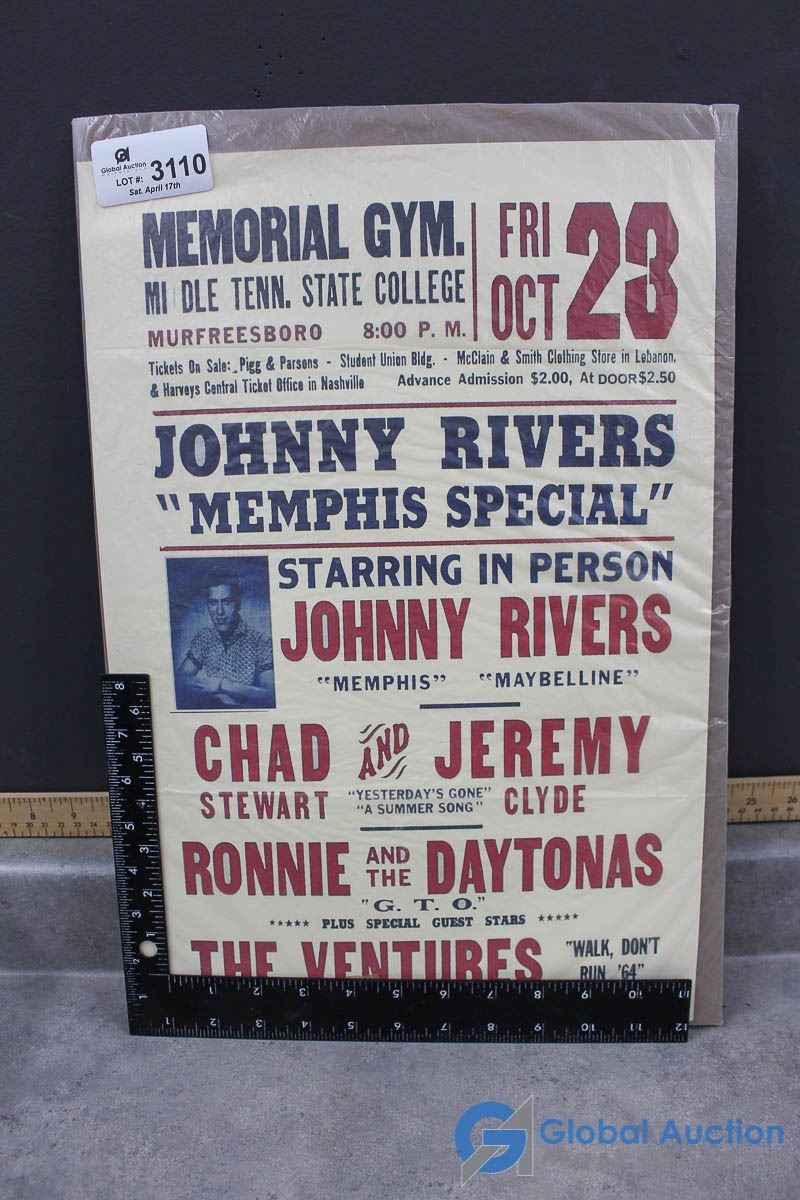 Global Auction
LOT #: 3110
Sat. April 17th
MEMORIAL GYM.
MI DLE TENN. STATE COLLEGE
MURFREESBORO 8:00 P. M.
FRI
OCT
23
Tickets On Sale: Pigg & Parsons - Student Union Bldg. - McClain & Smith Clothing Store in Lebanon,
& Harveys Central Ticket Office in Nashville Advance Admission $2.00, At DOOR $2.50
JOHNNY RIVERS
"MEMPHIS SPECIAL"
STARRING IN PERSON
JOHNNY RIVERS
"MEMPHIS" "MAYBELLINE"
CHAD AND JEREMY
STEWART "YESTERDAY'S GONE" CLYDE
"A SUMMER SONG"
RONNIE AND THE DAYTONAS
"G. T. O."
***** PLUS SPECIAL GUEST STARS *****
THE VENTURES "WALK, DON'T
RUN '64"
Global Auction